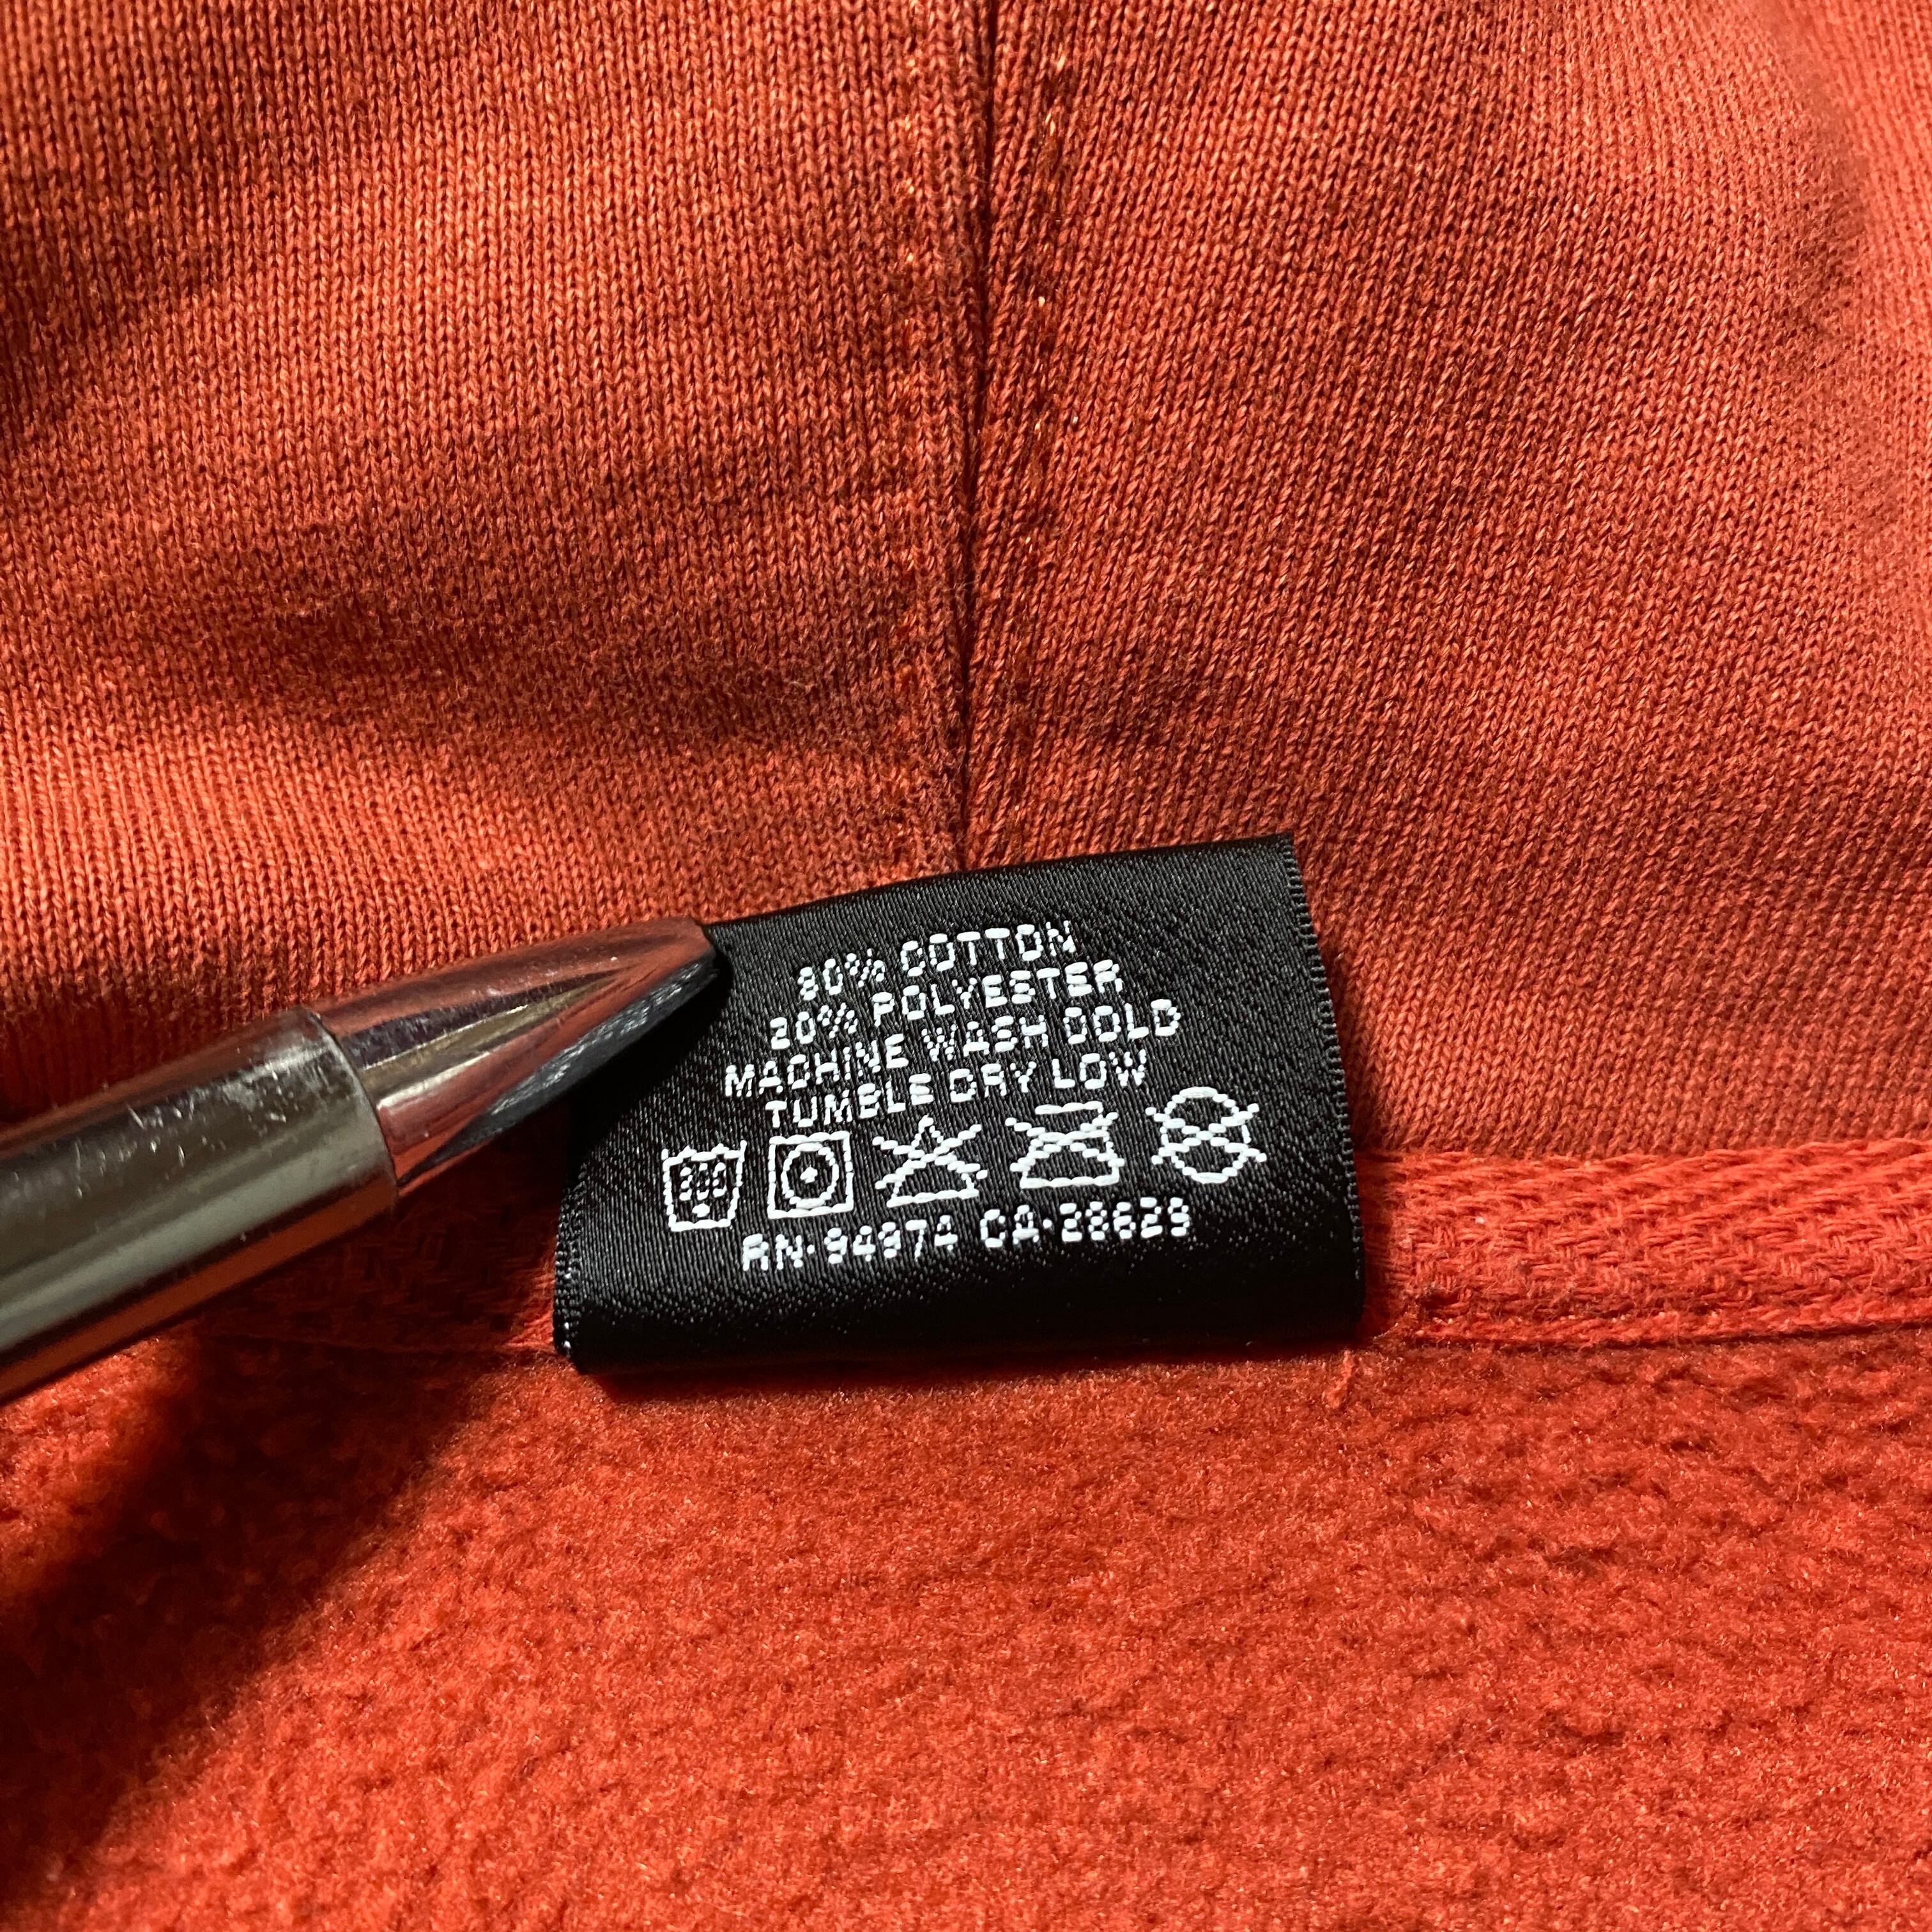 80% COTTON
20% POLYESTER
MACHINE WASH COLD
TUMBLE DRY LOW
RN·94974 CA·28629